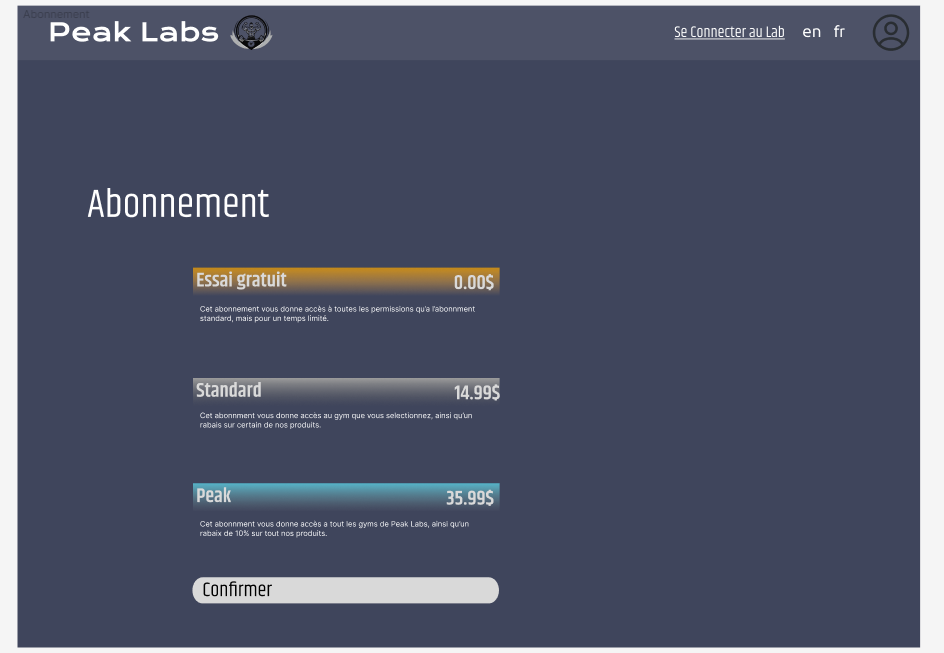 Abonnement
Peak Labs
Se Connecter au Lab en fr
Abonnement
Essai gratuit 0.00$
Cet abonnement vous donne accès à toutes les permissions qu'a l'abonnment
standard, mais pour un temps limité.
Standard 14.99$
Cet abonnment vous donne accès au gym que vous selectionnez, ainsi qu'un
rabais sur certain de nos produits.
Peak 35.99$
Cet abonnment vous donne accès a tout les gyms de Peak Labs, ainsi qu'un
rabaix de 10% sur tout nos produits.
Confirmer